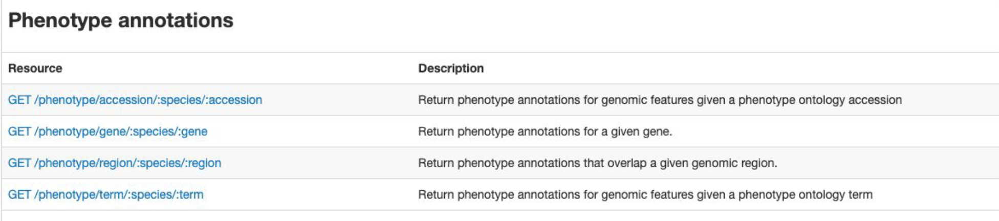 Phenotype annotations
Resource Description
GET /phenotype/accession/:species/:accession Return phenotype annotations for genomic features given a phenotype ontology accession
GET /phenotype/gene/:species/:gene Return phenotype annotations for a given gene.
GET /phenotype/region/:species/:region Return phenotype annotations that overlap a given genomic region.
GET /phenotype/term/:species/:term Return phenotype annotations for genomic features given a phenotype ontology term